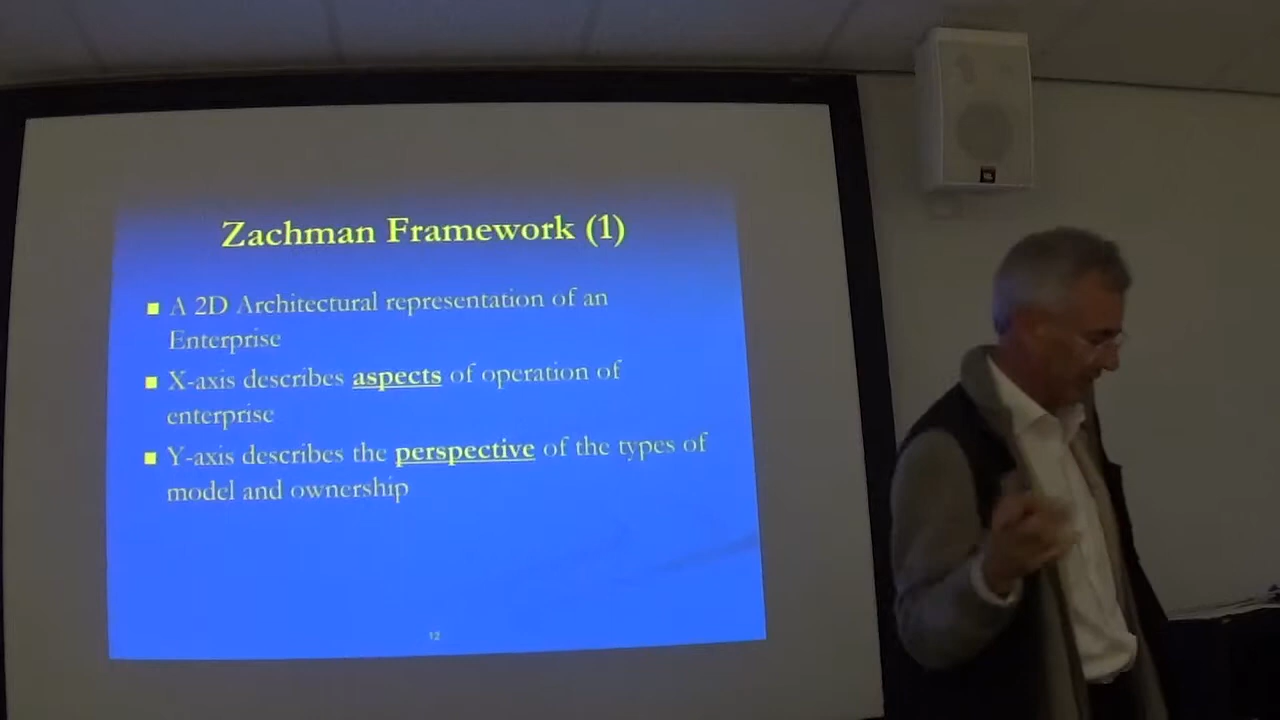 Zachman Framework (1)
A 2D Architectural representation of an
Enterprise
X-axis describes aspects of operation of
enterprise
Y-axis describes the perspective of the types of
model and ownership
12
JBL